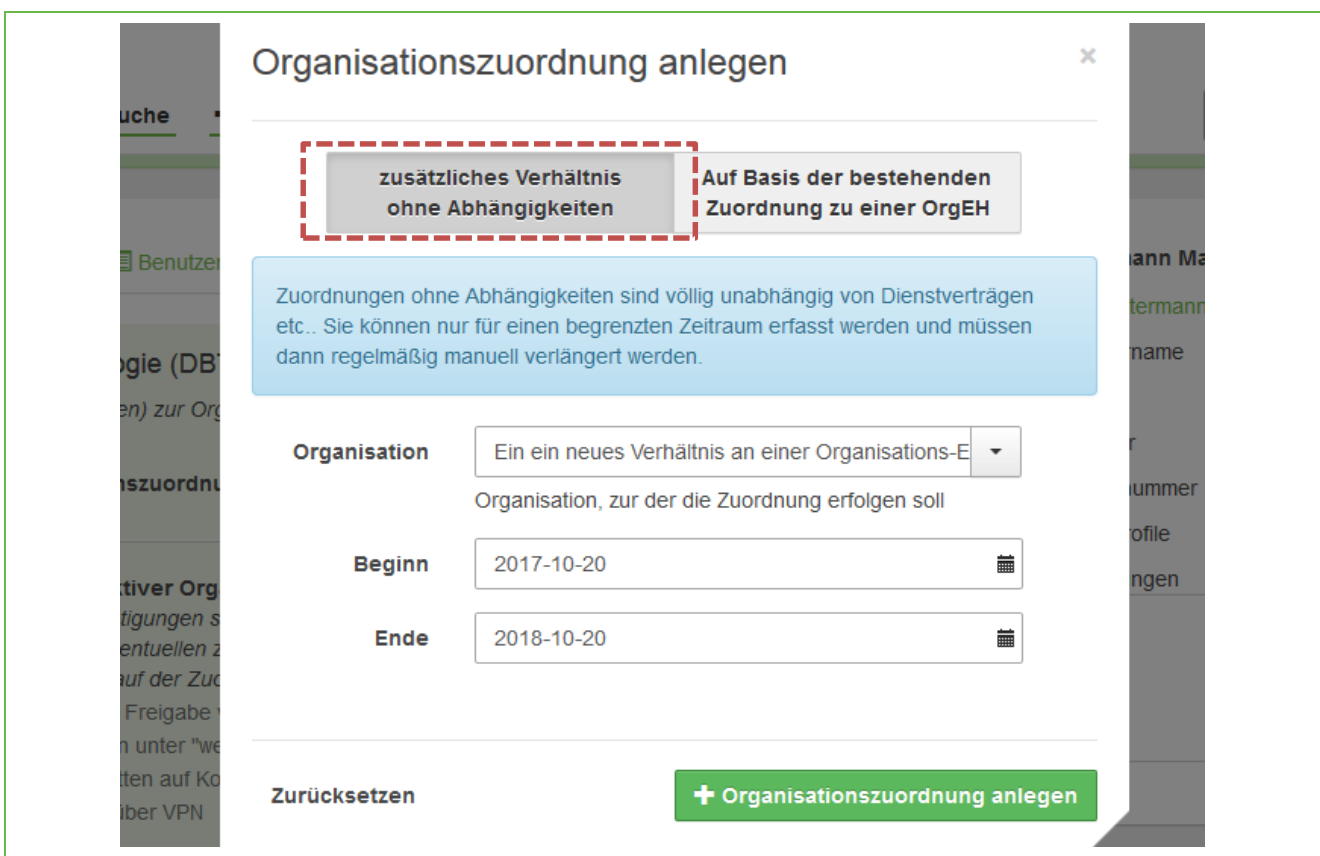 Organisationszuordnung anlegen
×
uche
zusätzliches Verhältnis
ohne Abhängigkeiten
Auf Basis der bestehenden
Zuordnung zu einer OrgEH
Benutzer
ann Ma
Zuordnungen ohne Abhängigkeiten sind völlig unabhängig von Dienstverträgen
etc.. Sie können nur für einen begrenzten Zeitraum erfasst werden und müssen
dann regelmäßig manuell verlängert werden.
termann
name
ogie (DB
en) zur Org
Organisation
Ein ein neues Verhältnis an einer Organisations-E
r
nszuordnu
Organisation, zur der die Zuordnung erfolgen soll
nummer
ofile
Beginn
2017-10-20
ngen
ktiver Org
tigungen s
Ende
2018-10-20
entuellen z
auf der Zuo
Freigabe v
n unter "we
tten auf Ko
über VPN
Zurücksetzen
+ Organisationszuordnung anlegen